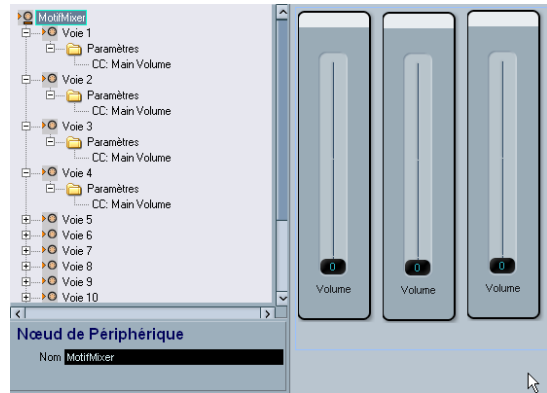 MotifMixer
Voie 1
Paramètres
CC: Main Volume
Voie 2
Paramètres
CC: Main Volume
Voie 3
Paramètres
CC: Main Volume
Voie 4
Paramètres
CC: Main Volume
Voie 5
Voie 6
Voie 7
Voie 8
Voie 9
Voie 10
Nœud de Périphérique
Nom MotifMixer
0 0 0
Volume Volume Volume